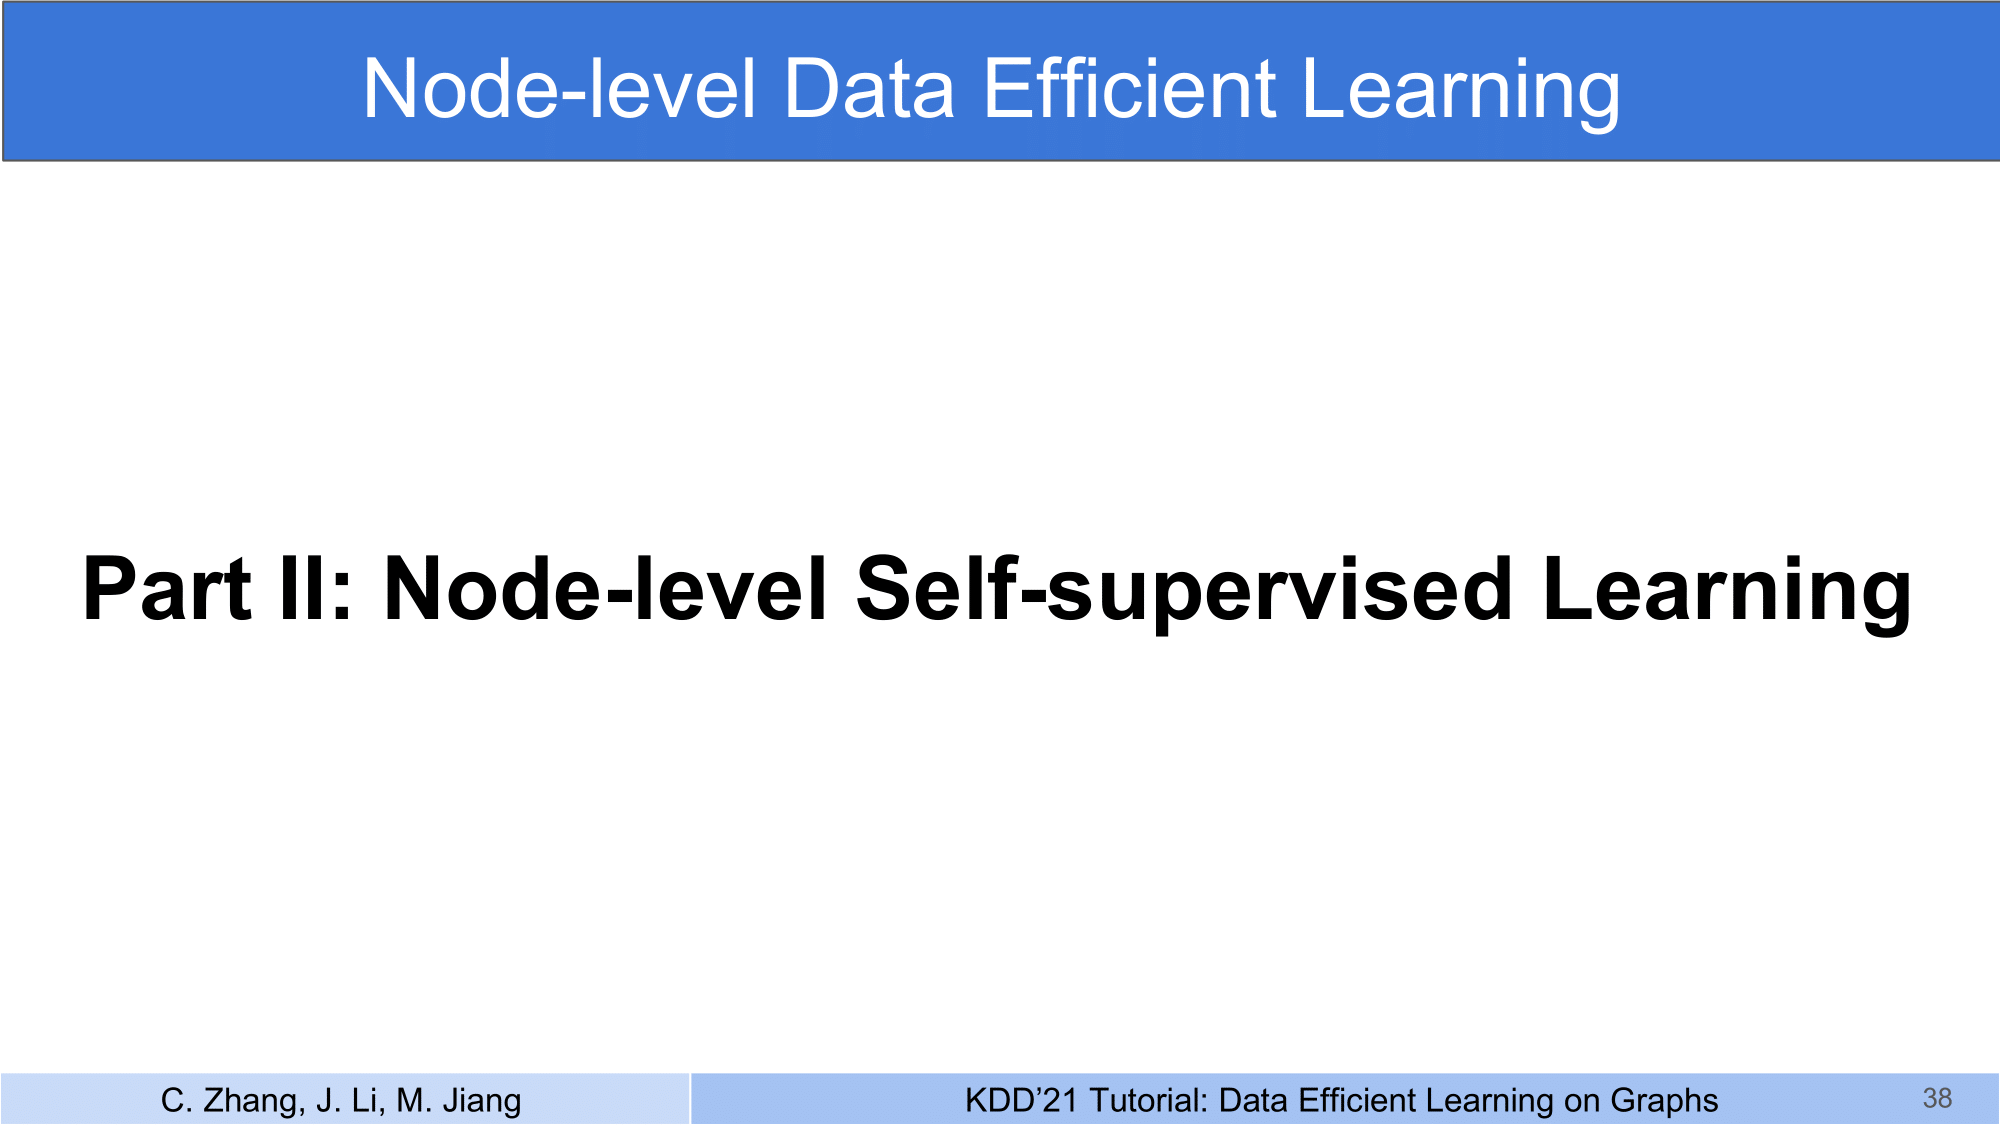 Node-level Data Efficient Learning
Part II: Node-level Self-supervised Learning
C. Zhang, J. Li, M. Jiang
KDD’21 Tutorial: Data Efficient Learning on Graphs
38